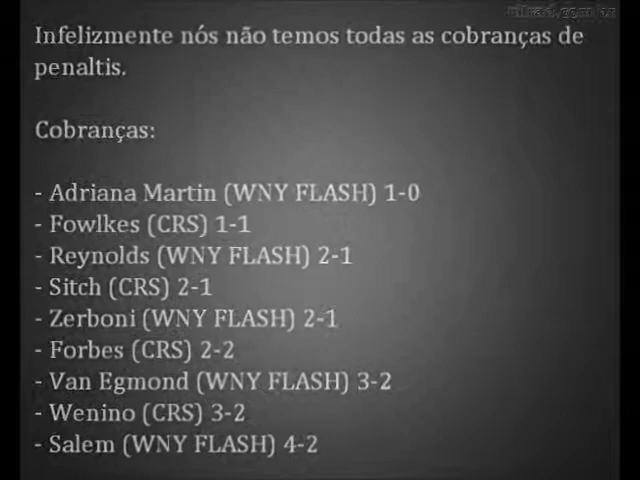 Infelizmente nós não temos todas as cobranças de
penaltis.
Cobranças:
- Adriana Martin (WNY FLASH) 1-0
- Fowlkes (CRS) 1-1
- Reynolds (WNY FLASH) 2-1
- Sitch (CRS) 2-1
- Zerboni (WNY FLASH) 2-1
- Forbes (CRS) 2-2
- Van Egmond (WNY FLASH) 3-2
- Wenino (CRS) 3-2
- Salem (WNY FLASH) 4-2